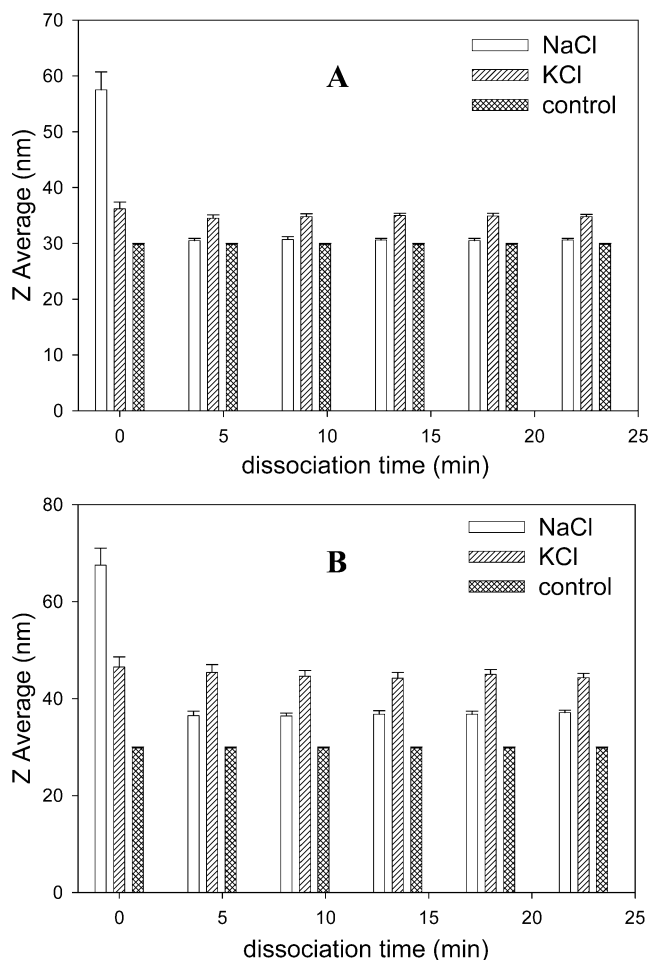 70
60
50
40
30
20
10
0
Z Average (nm)
A
NaCl
KCl
control
0 5 10 15 20 25
dissociation time (min)
80
60
40
20
0
Z Average (nm)
B
NaCl
KCl
control
0 5 10 15 20 25
dissociation time (min)